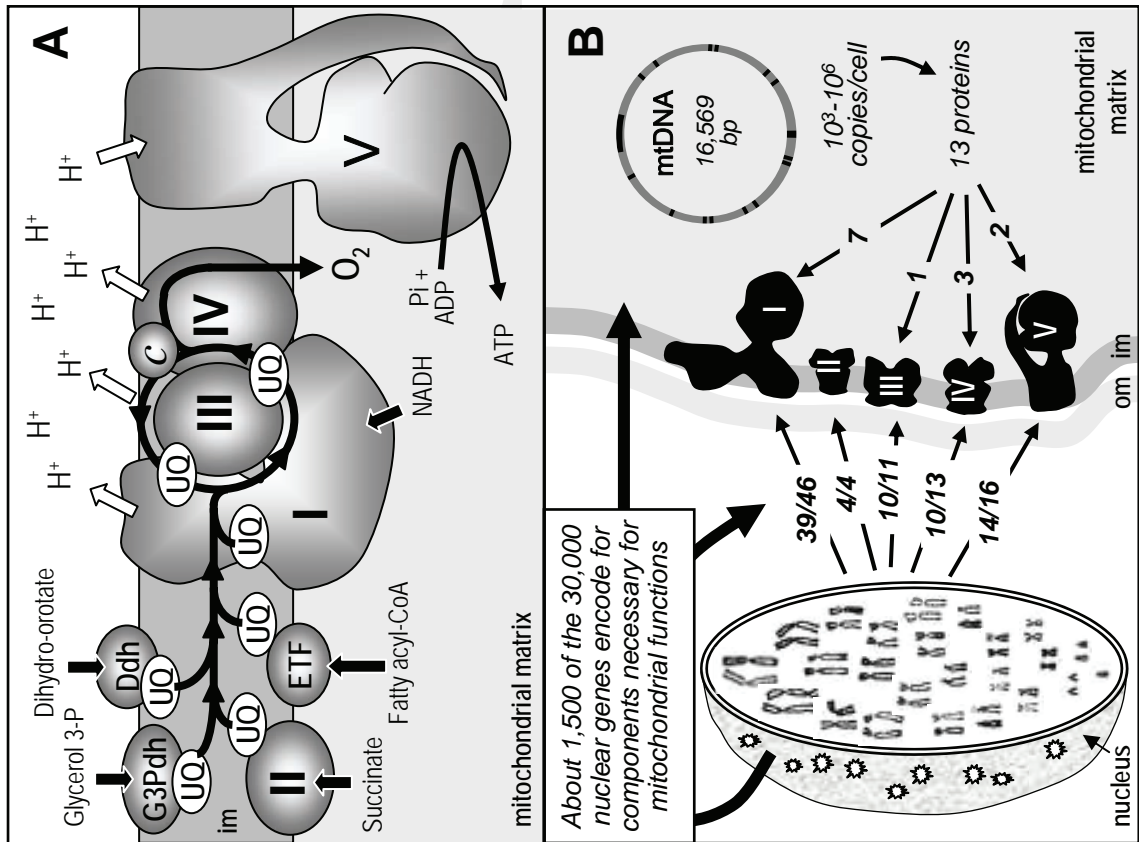 A
Glycerol 3-P
Dihydro-orotate
H⁺
H⁺
H⁺
H⁺
H⁺
H⁺
H⁺
G3Pdh
Ddh
UQ
UQ
UQ
c
im
UQ
UQ
UQ
UQ
III
IV
V
II
ETF
I
O₂
Succinate
Fatty acyl-CoA
NADH
Pi +
ADP
ATP
mitochondrial matrix
B
About 1,500 of the 30,000
nuclear genes encode for
components necessary for
mitochondrial functions
mtDNA
16,569
bp
10³-10⁶
copies/cell
13 proteins
39/46
4/4
10/11
10/13
14/16
I
II
III
IV
V
7
1
3
2
nucleus
om
im
mitochondrial
matrix